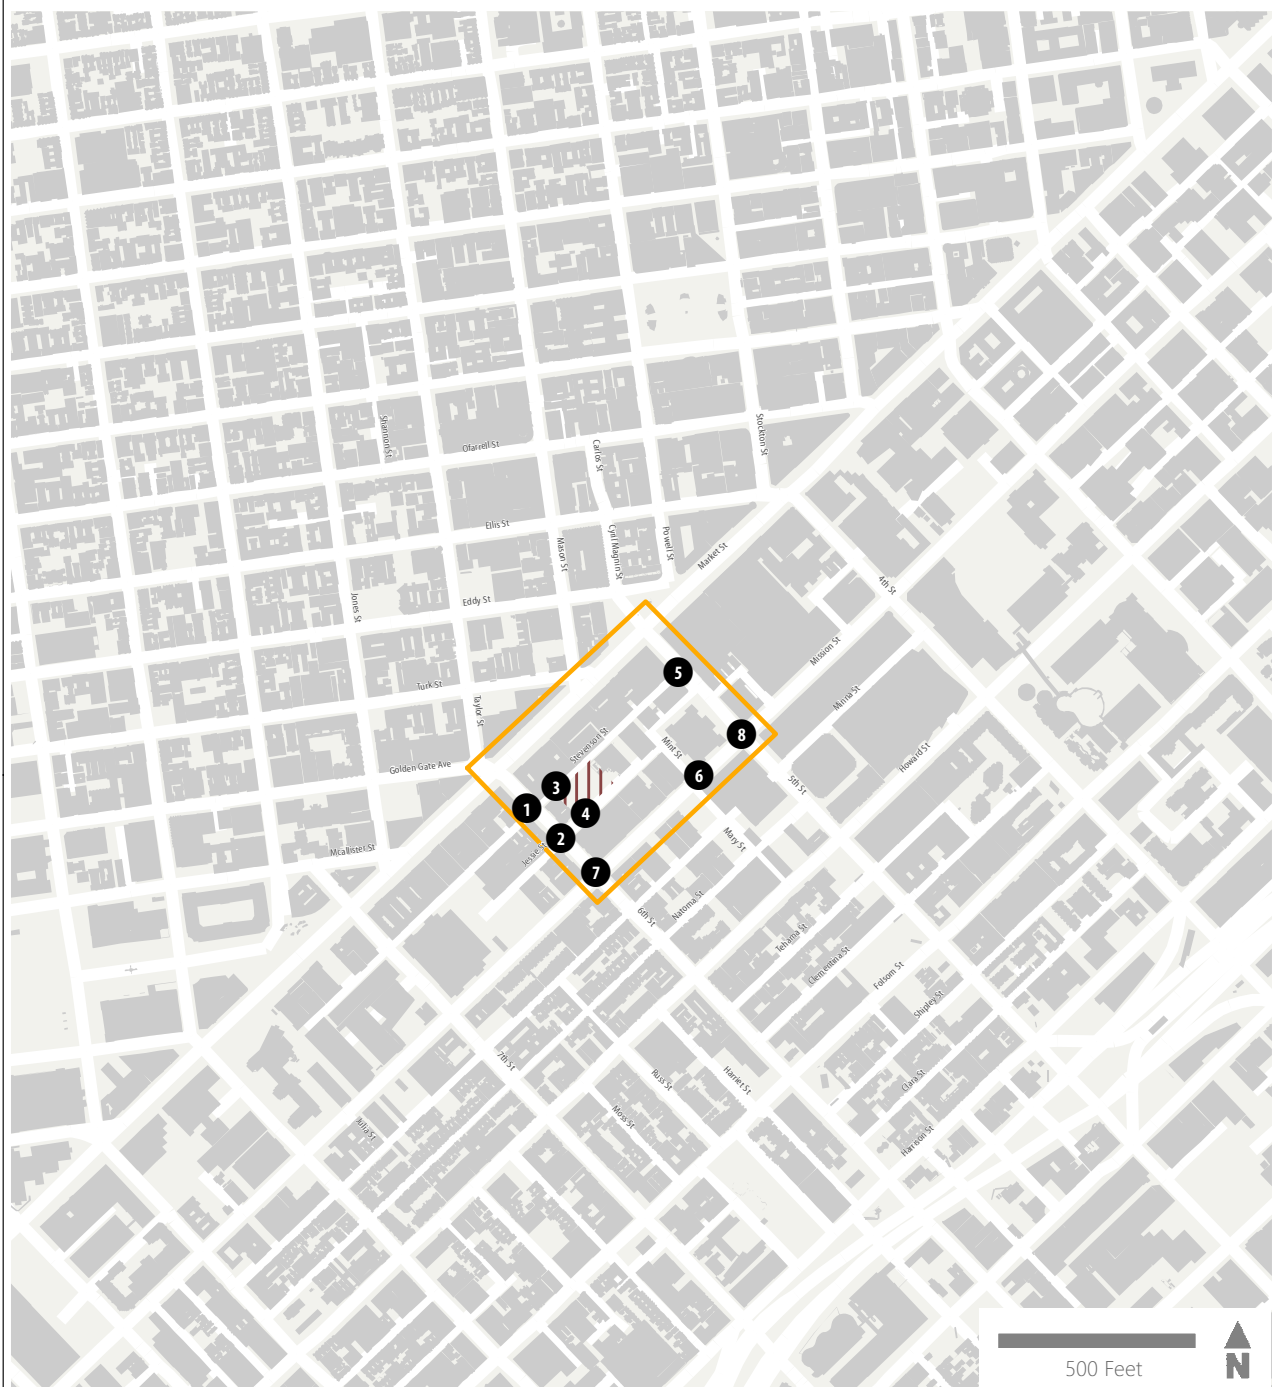 Shannon St
Ofarrell St
Carlos St
Stockton St
Ellis St
Mason St
Cyril Magnin St
Powell St
Market St
4th St
Jones St
Eddy St
Mission St
Turk St
Taylor St
5
Minna St
Stevenson St
8
Mint St
Howard St
Golden Gate Ave
6
5th St
3
1
4
2
Mary St
Mcallister St
Jessie St
7
6th St
Natoma St
Tehama St
Clementina St
Folsom St
Shipley St
7th St
Russ St
Harriet St
Clara St
Julia St
Moss St
Harrison St
500 Feet
N